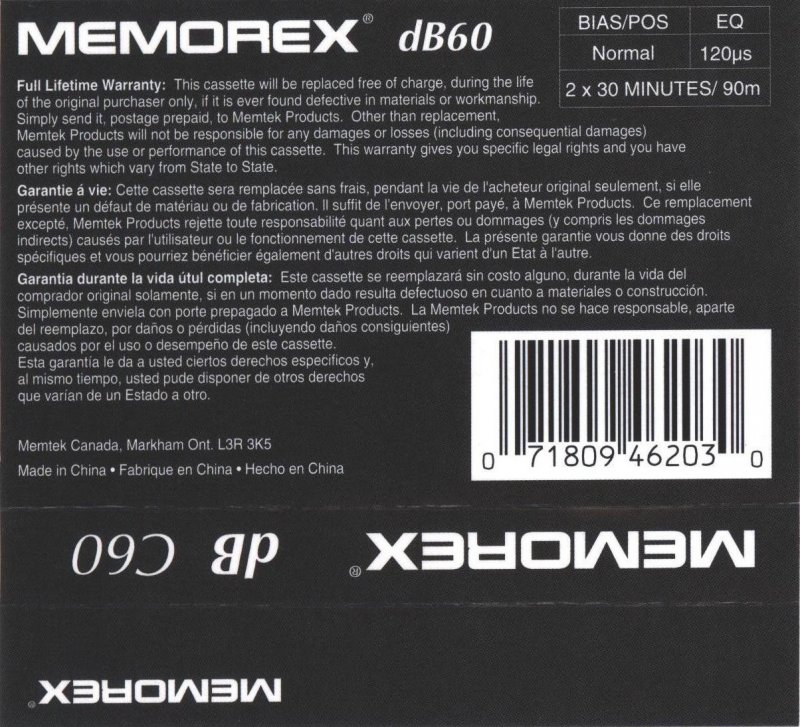 MEMOREX® dB60
BIAS/POS EQ
Normal 120µs
2 x 30 MINUTES/ 90m
Full Lifetime Warranty: This cassette will be replaced free of charge, during the life
of the original purchaser only, if it is ever found defective in materials or workmanship.
Simply send it, postage prepaid, to Memtek Products. Other than replacement,
Memtek Products will not be responsible for any damages or losses (including consequential damages)
caused by the use or performance of this cassette. This warranty gives you specific legal rights and you have
other rights which vary from State to State.
Garantie á vie: Cette cassette sera remplacée sans frais, pendant la vie de l'acheteur original seulement, si elle
présente un défaut de matériau ou de fabrication. Il suffit de l'envoyer, port payé, à Memtek Products. Ce remplacement
excepté, Memtek Products rejette toute responsabilité quant aux pertes ou dommages (y compris les dommages
indirects) causés par l'utilisateur ou le fonctionnement de cette cassette. La présente garantie vous donne des droits
spécifiques et vous pourriez bénéficier également d'autres droits qui varient d'un Etat à l'autre.
Garantia durante la vida útul completa: Este cassette se reemplazará sin costo alguno, durante la vida del
comprador original solamente, si en un momento dado resulta defectuoso en cuanto a materiales o construcción.
Simplemente enviela con porte prepagado a Memtek Products. La Memtek Products no se hace responsable, aparte
del reemplazo, por daños o pérdidas (incluyendo daños consiguientes)
causados por el uso o desempeño de este cassette.
Esta garantía le da a usted ciertos derechos especificos y,
al mismo tiempo, usted pude disponer de otros derechos
que varían de un Estado a otro.
0 71809 46203 0
Memtek Canada, Markham Ont. L3R 3K5
Made in China • Fabrique en China • Hecho en China
MEMOREX® dB C60
MEMOREX®